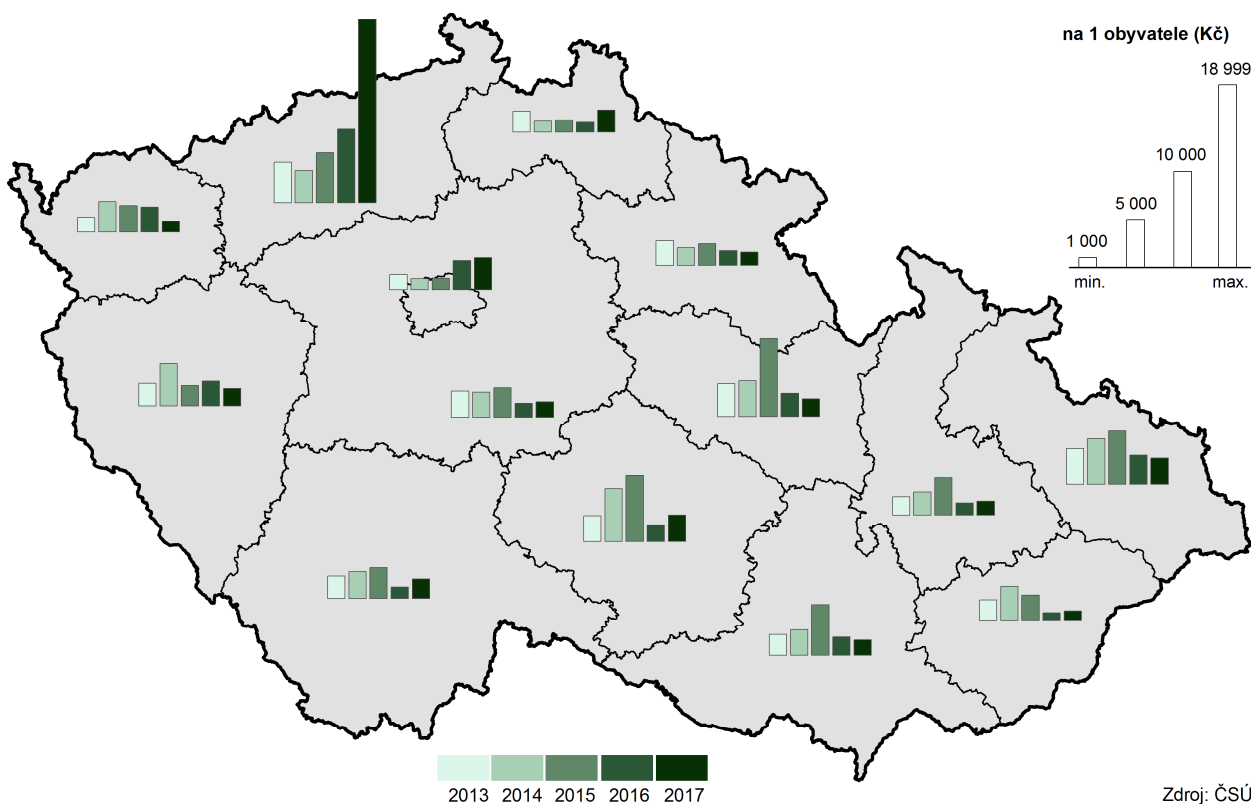 na 1 obyvatele (Kč)
18 999
10 000
5 000
1 000
min.
max.
2013 2014 2015 2016 2017
Zdroj: ČSÚ